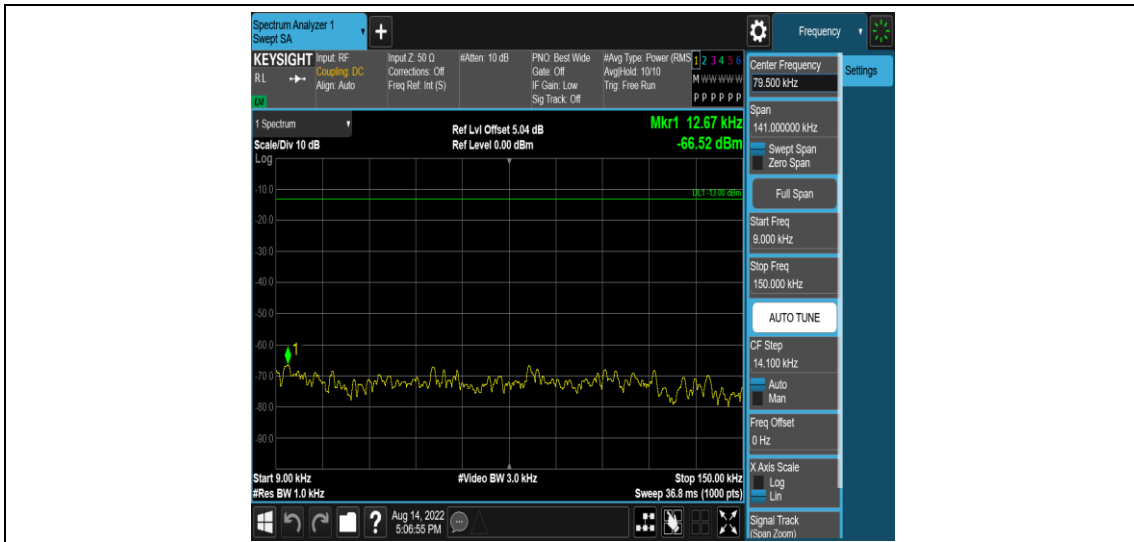 Spectrum Analyzer 1
Swept SA
+
Frequency
KEYSIGHT
RL
LXI
Input: RF
Coupling: DC
Align: Auto
Input Z: 50 Ω
Corrections: Off
Freq Ref: Int (S)
#Atten: 10 dB
PNO: Best Wide
Gate: Off
IF Gain: Low
Sig Track: Off
#Avg Type: Power (RMS
Avg|Hold: 10/10
Trig: Free Run
1 2 3 4 5 6
M W W W W W
P P P P P P
1 Spectrum
Scale/Div 10 dB
Log
Ref Lvl Offset 5.04 dB
Ref Level 0.00 dBm
Mkr1 12.67 kHz
-66.52 dBm
DL1 -13.00 dBm
-10.0
-20.0
-30.0
-40.0
-50.0
-60.0
1
-70.0
-80.0
-90.0
Start 9.00 kHz
#Res BW 1.0 kHz
#Video BW 3.0 kHz
Stop 150.00 kHz
Sweep 36.8 ms (1000 pts)
?
Aug 14, 2022
5:06:55 PM
Center Frequency
79.500 kHz
Settings
Span
141.000000 kHz
Swept Span
Zero Span
Full Span
Start Freq
9.000 kHz
Stop Freq
150.000 kHz
AUTO TUNE
CF Step
14.100 kHz
Auto
Man
Freq Offset
0 Hz
X Axis Scale
Log
Lin
Signal Track
(Span Zoom)